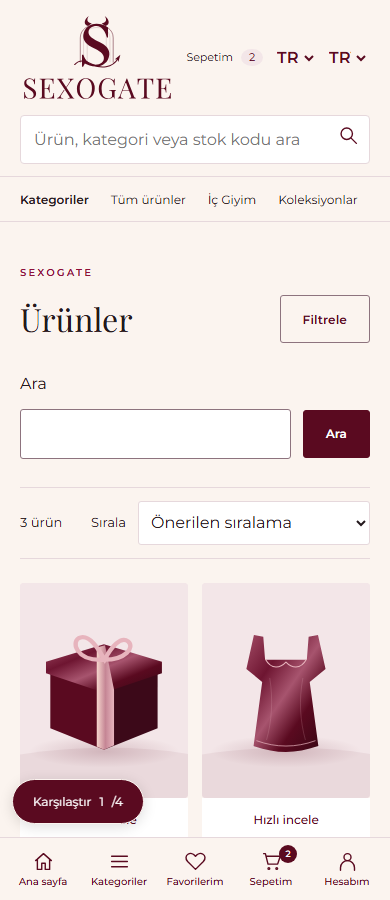 Sepetim 2 TR TR
SEXOGATE
Ürün, kategori veya stok kodu ara
Kategoriler Tüm ürünler İç Giyim Koleksiyonlar
SEXOGATE
Ürünler
Filtrele
Ara
Ara
3 ürün Sırala Önerilen sıralama
Karşılaştır 1 /4
Hızlı incele
2
Ana sayfa Kategoriler Favorilerim Sepetim Hesabım